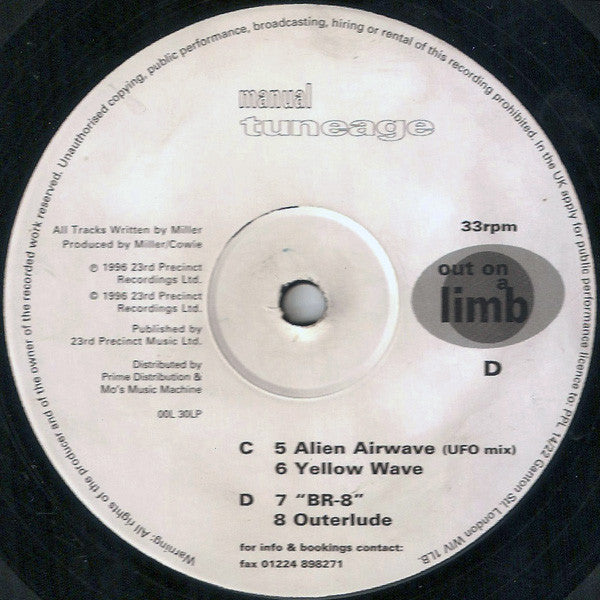 Warning: All rights of the producer and of the owner of the recorded work reserved. Unauthorised copying, public performance, broadcasting, hiring or rental of this recording prohibited. In the UK apply for public performance licence to: PPL 14/22 Ganton St. London WIV 1LB.
manual
tuneage
All Tracks Written by Miller
Produced by Miller/Cowie
℗ 1996 23rd Precinct
Recordings Ltd.
© 1996 23rd Precinct
Recordings Ltd.
Published by
23rd Precinct Music Ltd.
Distributed by
Prime Distribution &
Mo's Music Machine
00L 30LP
33rpm
out on
a
limb
D
C 5 Alien Airwave (UFO mix)
6 Yellow Wave
D 7 “BR-8”
8 Outerlude
for info & bookings contact:
fax 01224 898271